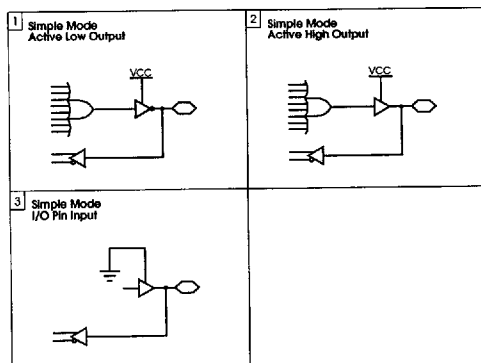 1
Simple Mode
Active Low Output
VCC
2
Simple Mode
Active High Output
VCC
3
Simple Mode
I/O Pin Input